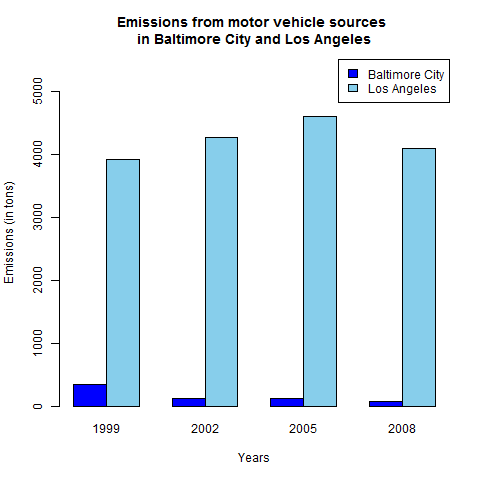 Emissions from motor vehicle sources
in Baltimore City and Los Angeles
Baltimore City
Los Angeles
Emissions (in tons)
5000
4000
3000
2000
1000
0
1999 2002 2005 2008
Years